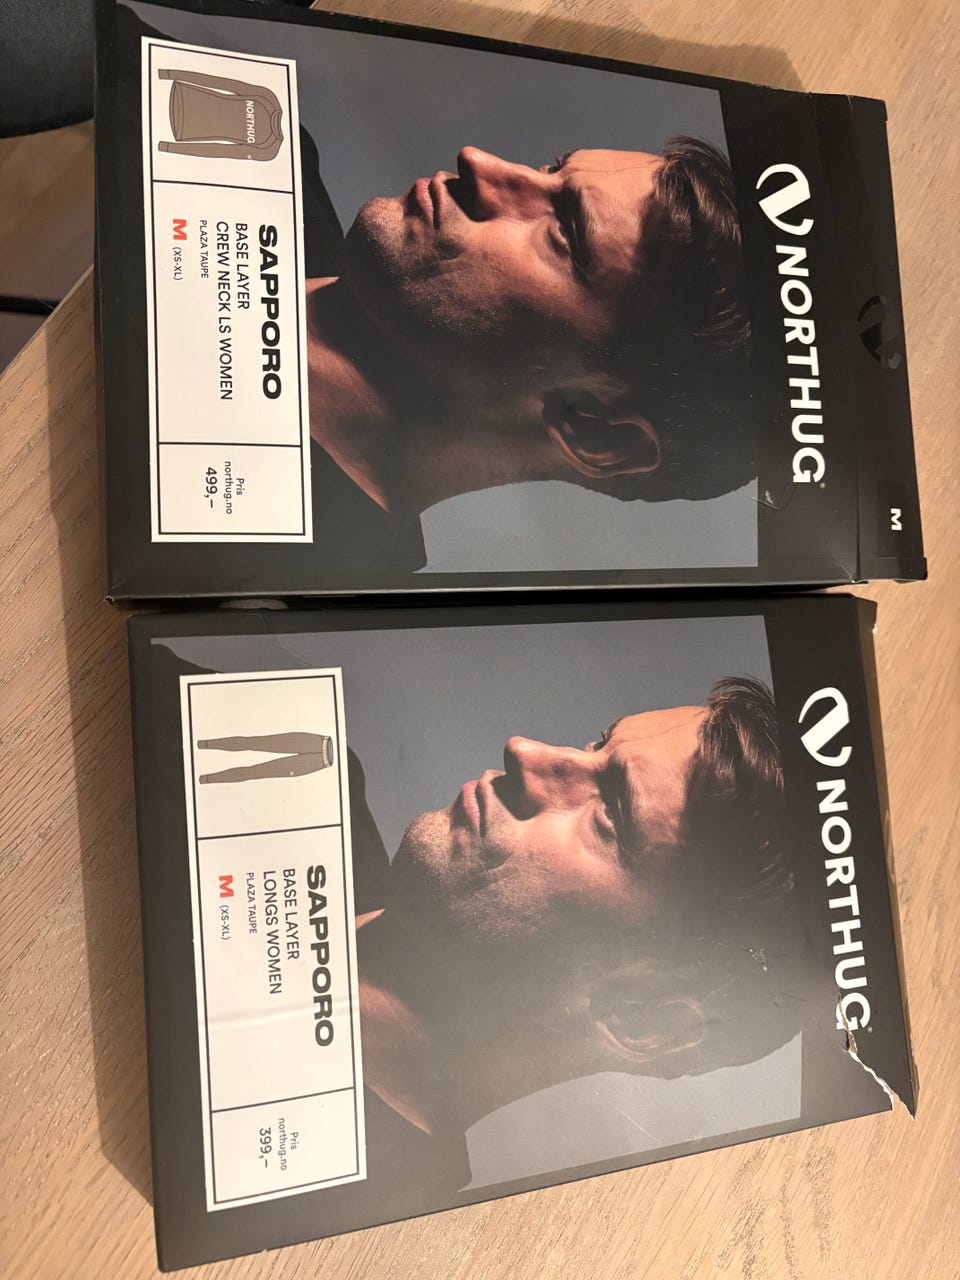 NORTHUG
M
NORTHUG
SAPPORO
BASE LAYER
CREW NECK LS WOMEN
PLAZA TAUPE
M (XS-XL)
Pris
northug.no
499,-
NORTHUG
SAPPORO
BASE LAYER
LONGS WOMEN
PLAZA TAUPE
M (XS-XL)
Pris
northug.no
399,-